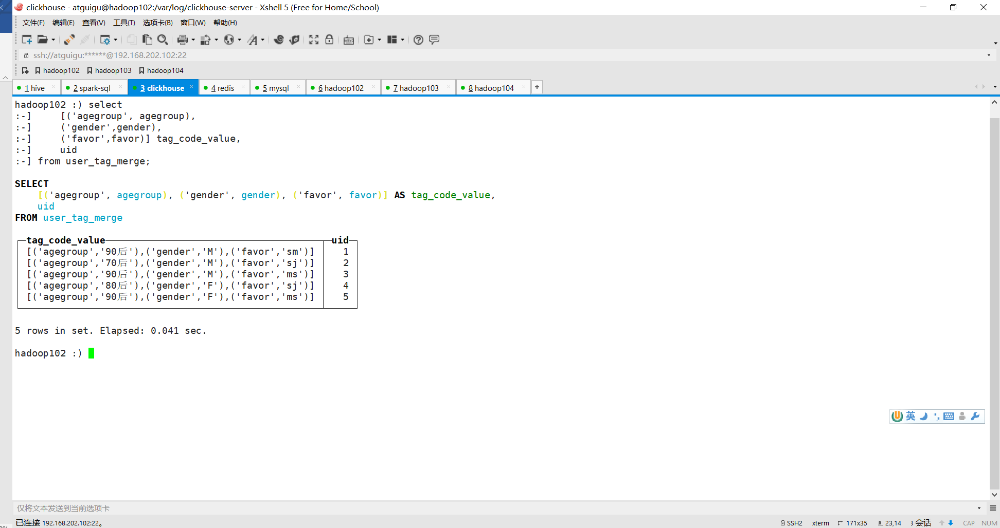 clickhouse - atguigu@hadoop102:/var/log/clickhouse-server - Xshell 5 (Free for Home/School)
文件(F) 编辑(E) 查看(V) 工具(T) 选项卡(B) 窗口(W) 帮助(H)
ssh://atguigu:******@192.168.202.102:22
hadoop102 hadoop103 hadoop104
1 hive 2 spark-sql 3 clickhouse 4 redis 5 mysql 6 hadoop102 7 hadoop103 8 hadoop104 +
hadoop102 :) select
:-] [('agegroup', agegroup),
:-] ('gender',gender),
:-] ('favor',favor)] tag_code_value,
:-] uid
:-] from user_tag_merge;
SELECT
[('agegroup', agegroup), ('gender', gender), ('favor', favor)] AS tag_code_value,
uid
FROM user_tag_merge
tag_code_value uid
[('agegroup','90后'),('gender','M'),('favor','sm')] 1
[('agegroup','70后'),('gender','M'),('favor','sj')] 2
[('agegroup','90后'),('gender','M'),('favor','ms')] 3
[('agegroup','80后'),('gender','F'),('favor','sj')] 4
[('agegroup','90后'),('gender','F'),('favor','ms')] 5
5 rows in set. Elapsed: 0.041 sec.
hadoop102 :)
英
仅将文本发送到当前选项卡
已连接 192.168.202.102:22。 SSH2 xterm 171x35 23,14 3 会话 CAP NUM